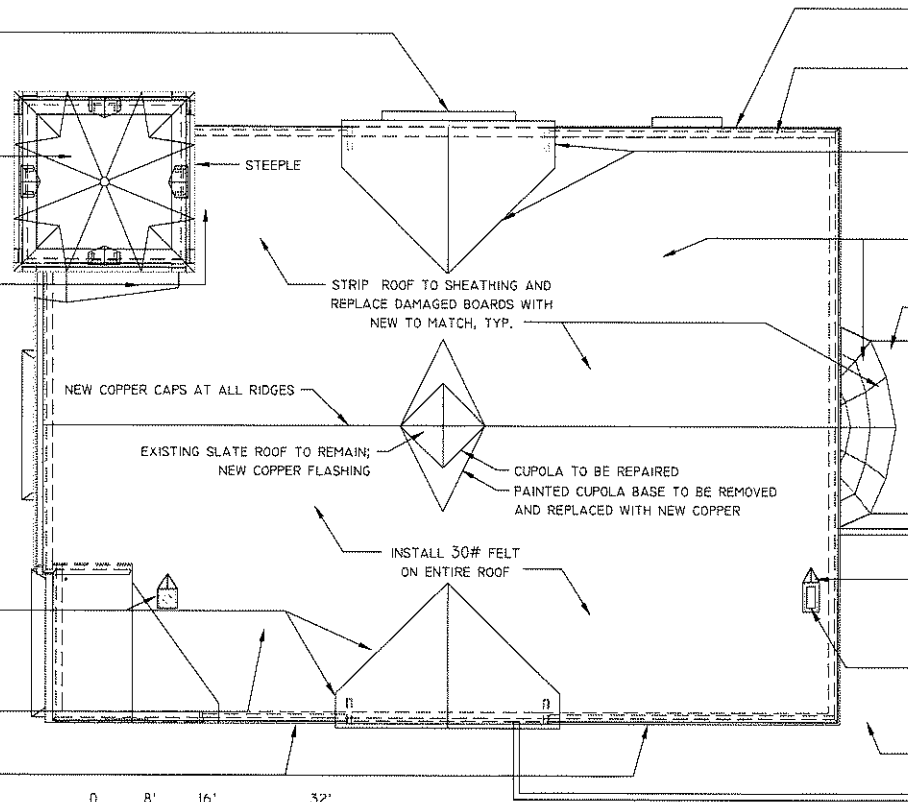 STEEPLE
STRIP ROOF TO SHEATHING AND
REPLACE DAMAGED BOARDS WITH
NEW TO MATCH, TYP.
NEW COPPER CAPS AT ALL RIDGES
EXISTING SLATE ROOF TO REMAIN;
NEW COPPER FLASHING
CUPOLA TO BE REPAIRED
PAINTED CUPOLA BASE TO BE REMOVED
AND REPLACED WITH NEW COPPER
INSTALL 30# FELT
ON ENTIRE ROOF
0 8' 16' 32'